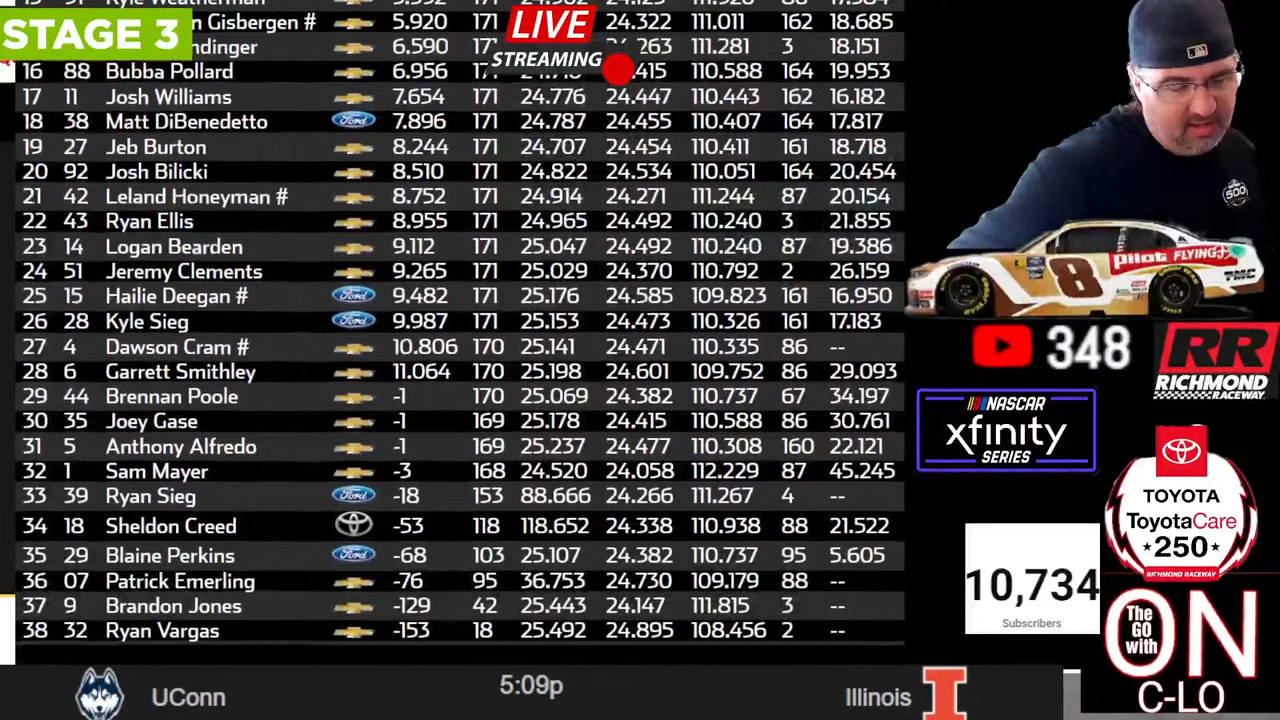 STAGE 3
LIVE
STREAMING
Gisbergen # 5.920 171 24.322 111.011 162 18.685
ndinger 6.590 171 263 111.281 3 18.151
16 88 Bubba Pollard 6.956 171 .415 110.588 164 19.953
17 11 Josh Williams 7.654 171 24.776 24.447 110.443 162 16.182
18 38 Matt DiBenedetto Ford 7.896 171 24.787 24.455 110.407 164 17.817
19 27 Jeb Burton 8.244 171 24.707 24.454 110.411 161 18.718
20 92 Josh Bilicki 8.510 171 24.822 24.534 110.051 164 20.454
21 42 Leland Honeyman # 8.752 171 24.914 24.271 111.244 87 20.154
22 43 Ryan Ellis 8.955 171 24.965 24.492 110.240 3 21.855
23 14 Logan Bearden 9.112 171 25.047 24.492 110.240 87 19.386
24 51 Jeremy Clements 9.265 171 25.029 24.370 110.792 2 26.159
25 15 Hailie Deegan # Ford 9.482 171 25.176 24.585 109.823 161 16.950
26 28 Kyle Sieg Ford 9.987 171 25.153 24.473 110.326 161 17.183
27 4 Dawson Cram # 10.806 170 25.141 24.471 110.335 86 --
28 6 Garrett Smithley 11.064 170 25.198 24.601 109.752 86 29.093
29 44 Brennan Poole -1 170 25.069 24.382 110.737 67 34.197
30 35 Joey Gase -1 169 25.178 24.415 110.588 86 30.761
31 5 Anthony Alfredo -1 169 25.237 24.477 110.308 160 22.121
32 1 Sam Mayer -3 168 24.520 24.058 112.229 87 45.245
33 39 Ryan Sieg Ford -18 153 88.666 24.266 111.267 4 --
34 18 Sheldon Creed -53 118 118.652 24.338 110.938 88 21.522
35 29 Blaine Perkins Ford -68 103 25.107 24.382 110.737 95 5.605
36 07 Patrick Emerling -76 95 36.753 24.730 109.179 88 --
37 9 Brandon Jones -129 42 25.443 24.147 111.815 3 --
38 32 Ryan Vargas -153 18 25.492 24.895 108.456 2 --
500
8
Pilot FLYING J
TMC
348
RR
RICHMOND
RACEWAY
NASCAR
xfinity
SERIES
TOYOTA
ToyotaCare
250
RICHMOND RACEWAY
10,734
Subscribers
The
GO
with
ON
C-LO
UConn
5:09p
Illinois
I